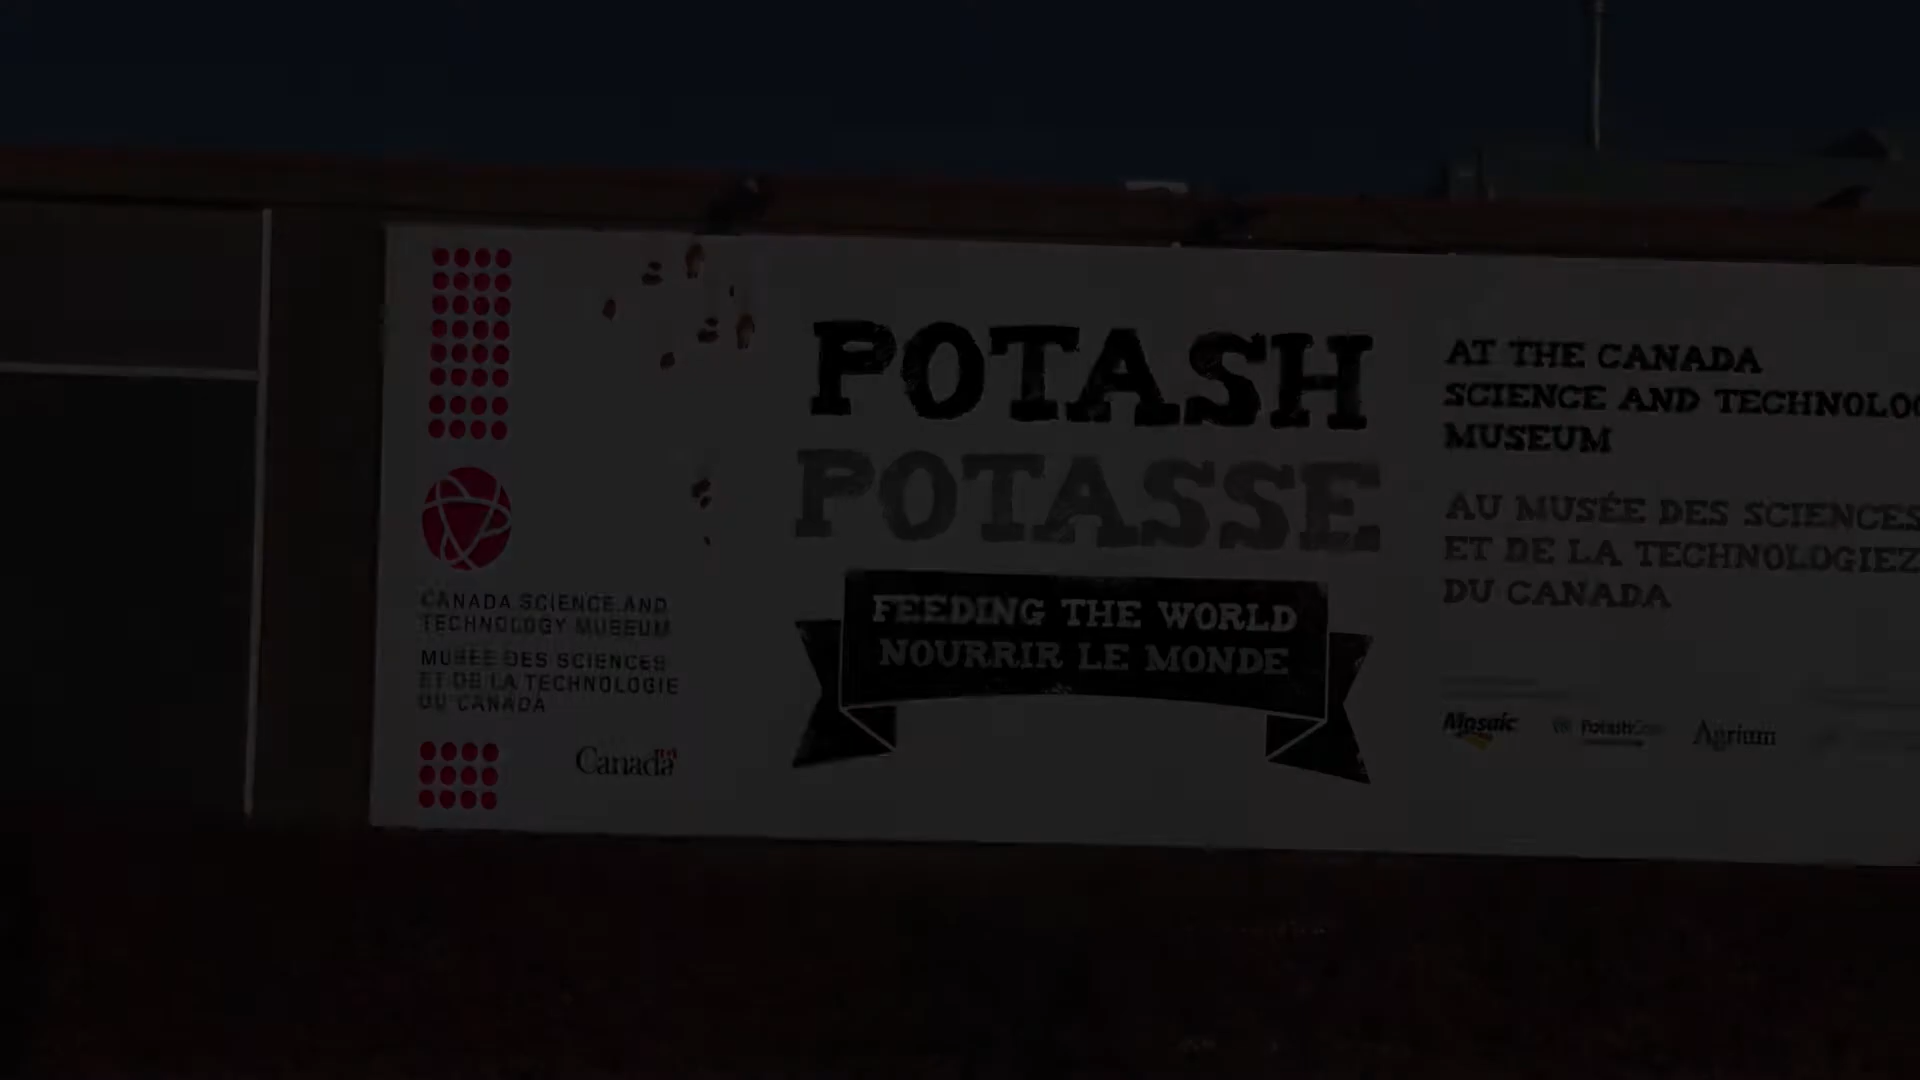 POTASH
POTASSE
FEEDING THE WORLD
NOURRIR LE MONDE
AT THE CANADA
SCIENCE AND TECHNOLOG
MUSEUM
AU MUSÉE DES SCIENCES
ET DE LA TECHNOLOGIEZ
DU CANADA
CANADA SCIENCE AND
TECHNOLOGY MUSEUM
MUSÉE DES SCIENCES
ET DE LA TECHNOLOGIE
DU CANADA
Canada
Mosaic
PotashCorp
Agrium